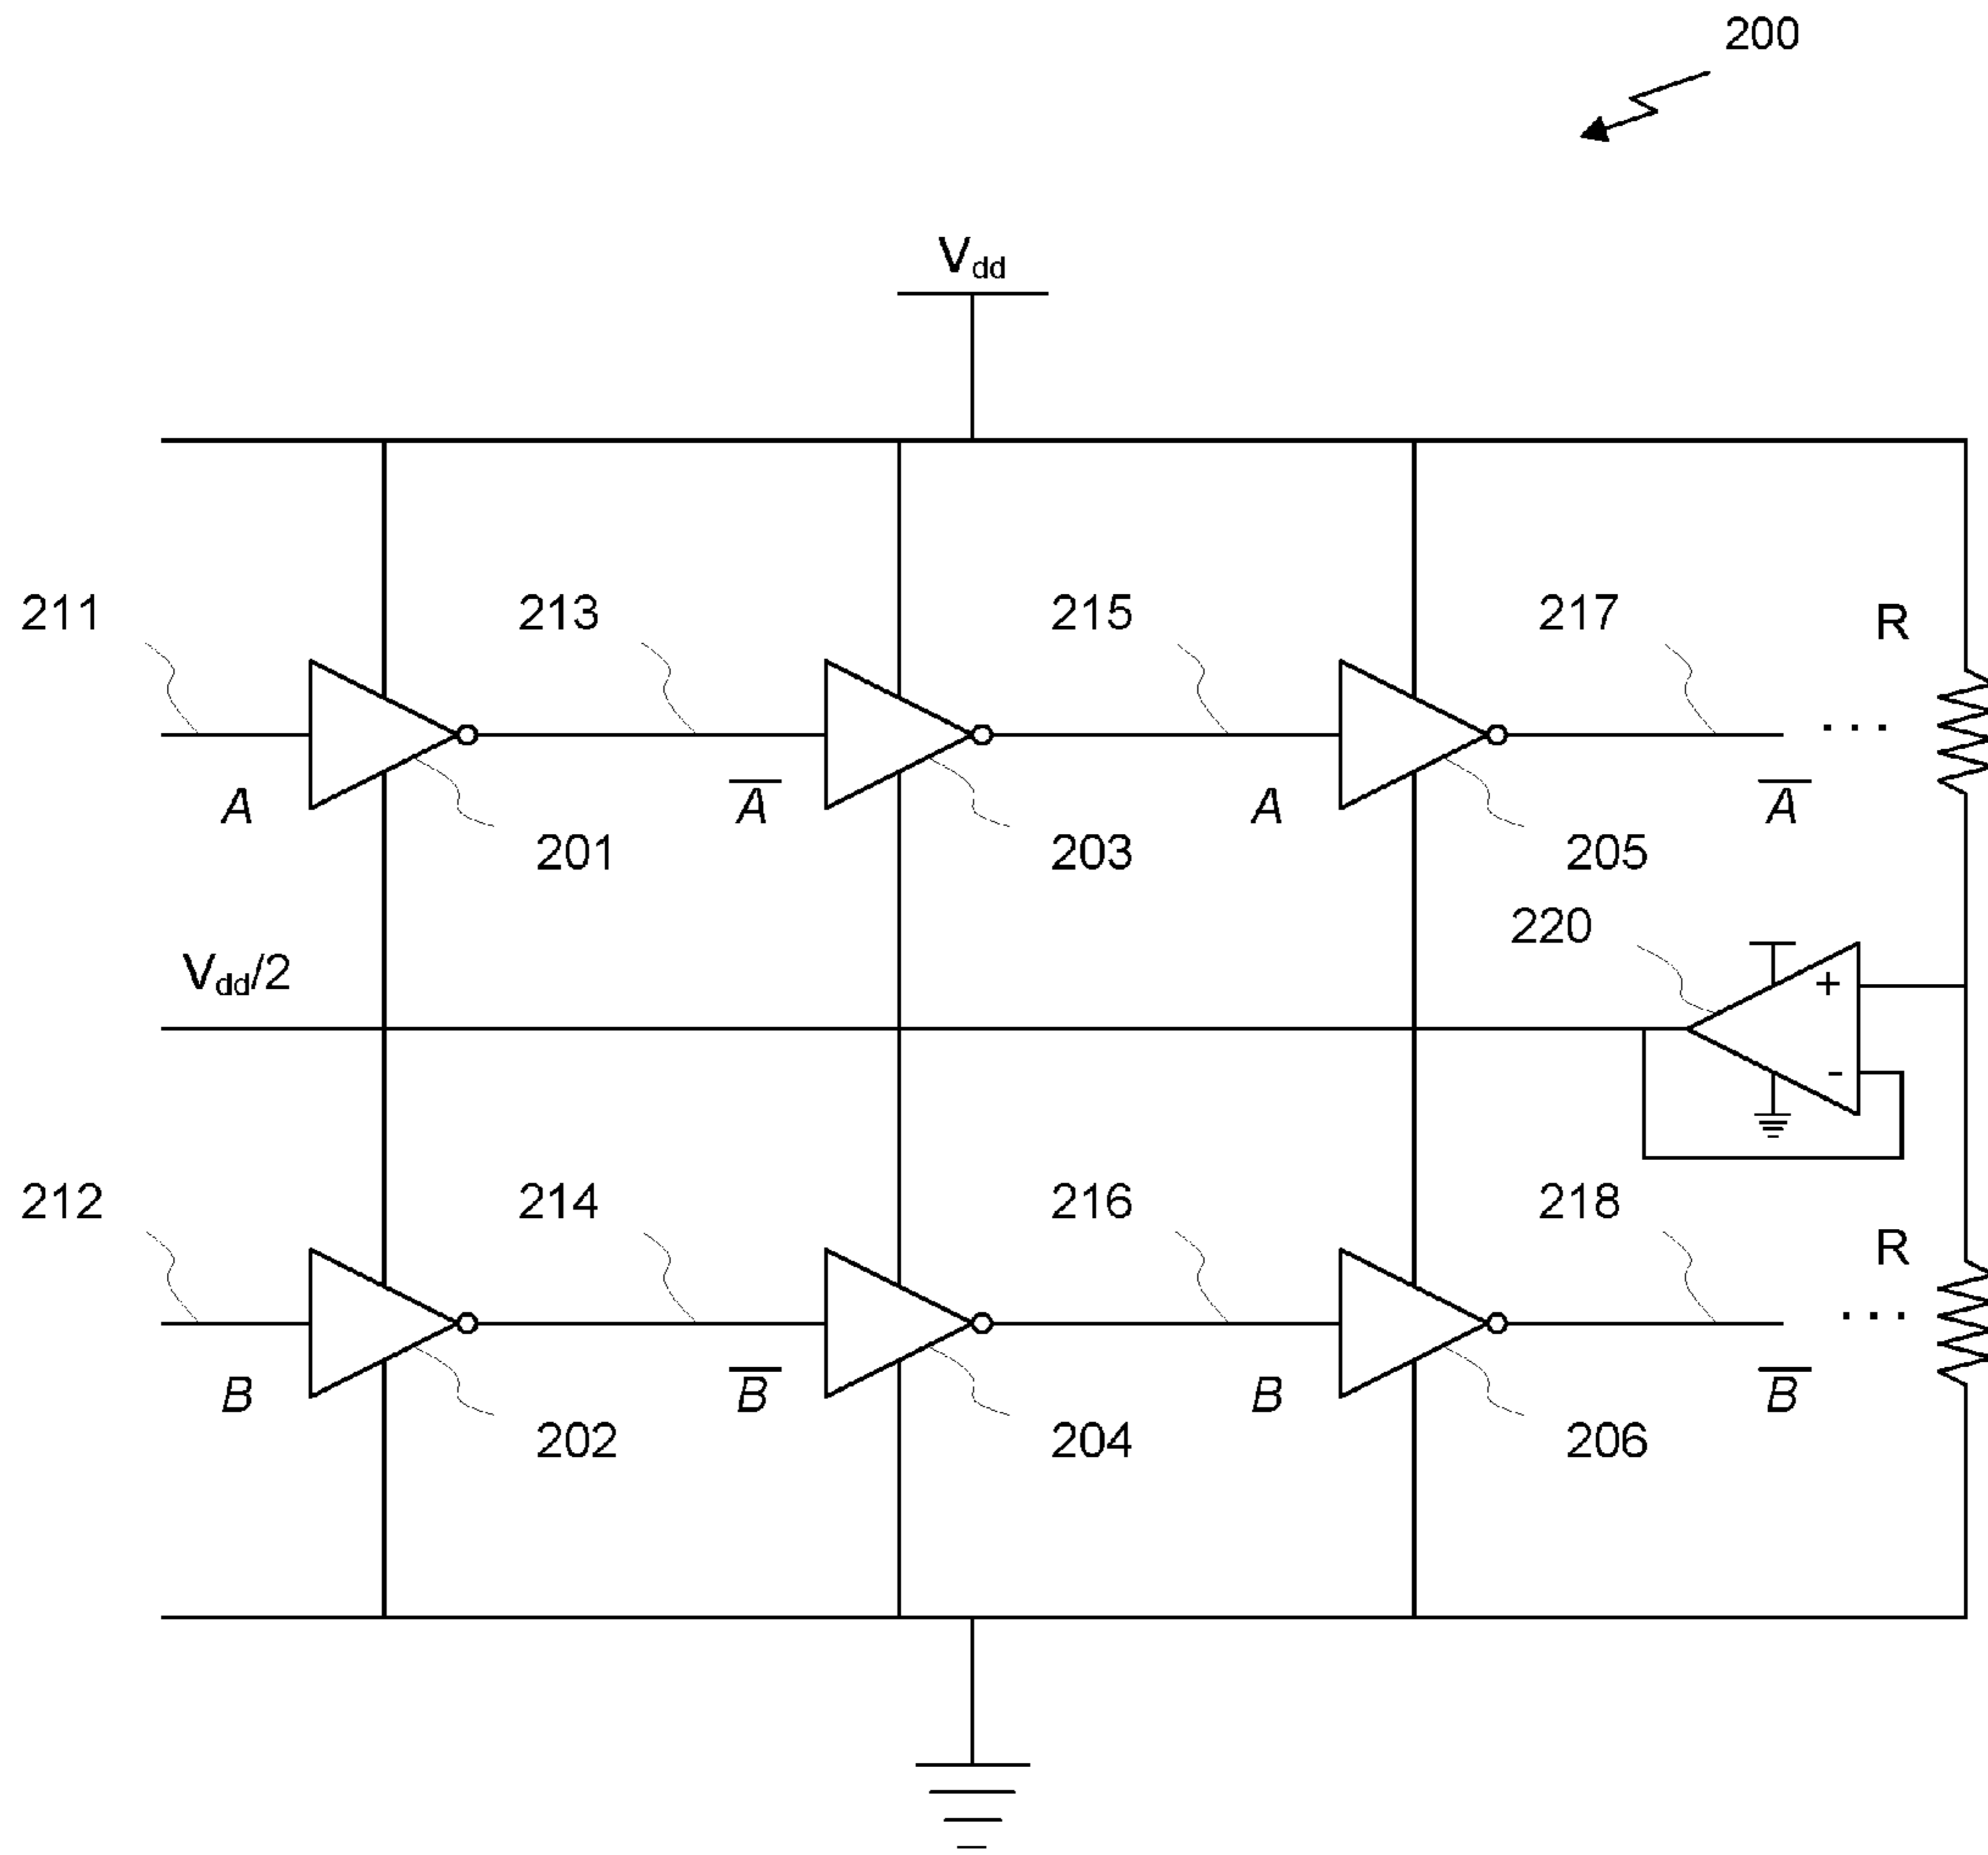 200
Vdd
211 213 215 217 R
A A̅ A A̅
201 203 205
220
Vdd/2
+
-
212 214 216 218 R
...
...
B B̅ B B̅
202 204 206